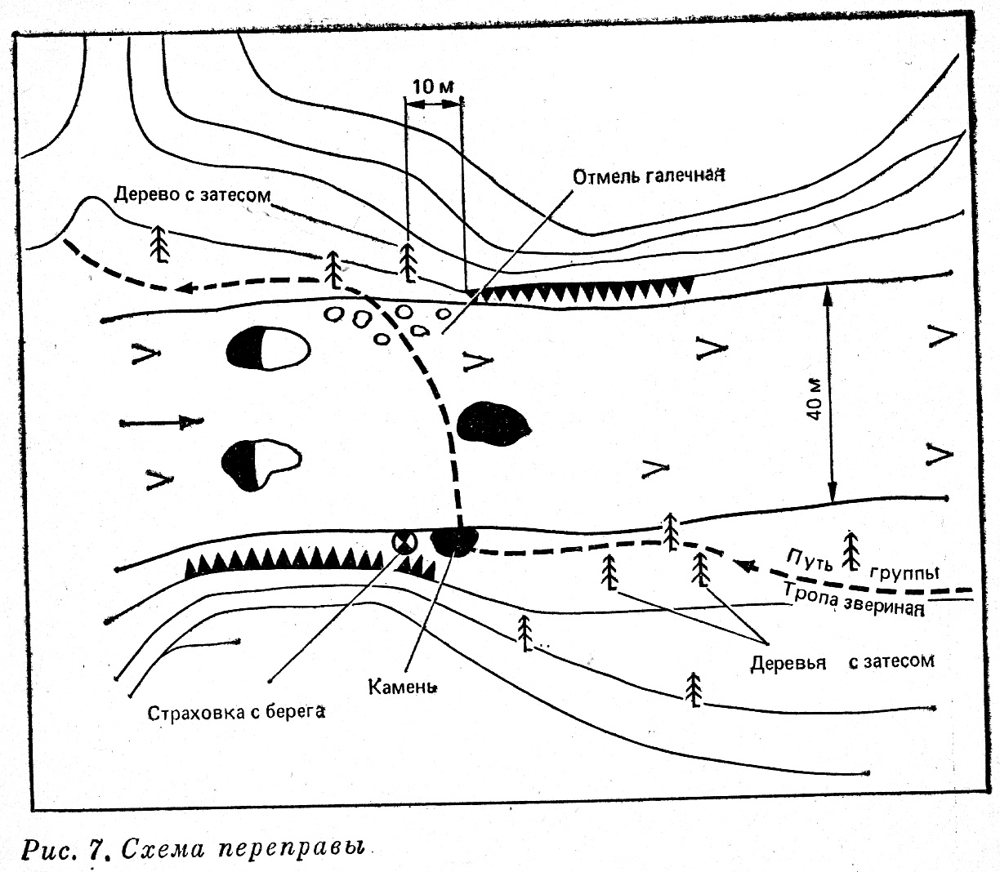 10 м
Отмель галечная
Дерево с затесом
40 м
Путь группы
Тропа звериная
Деревья с затесом
Камень
Страховка с берега
Рис. 7. Схема переправы